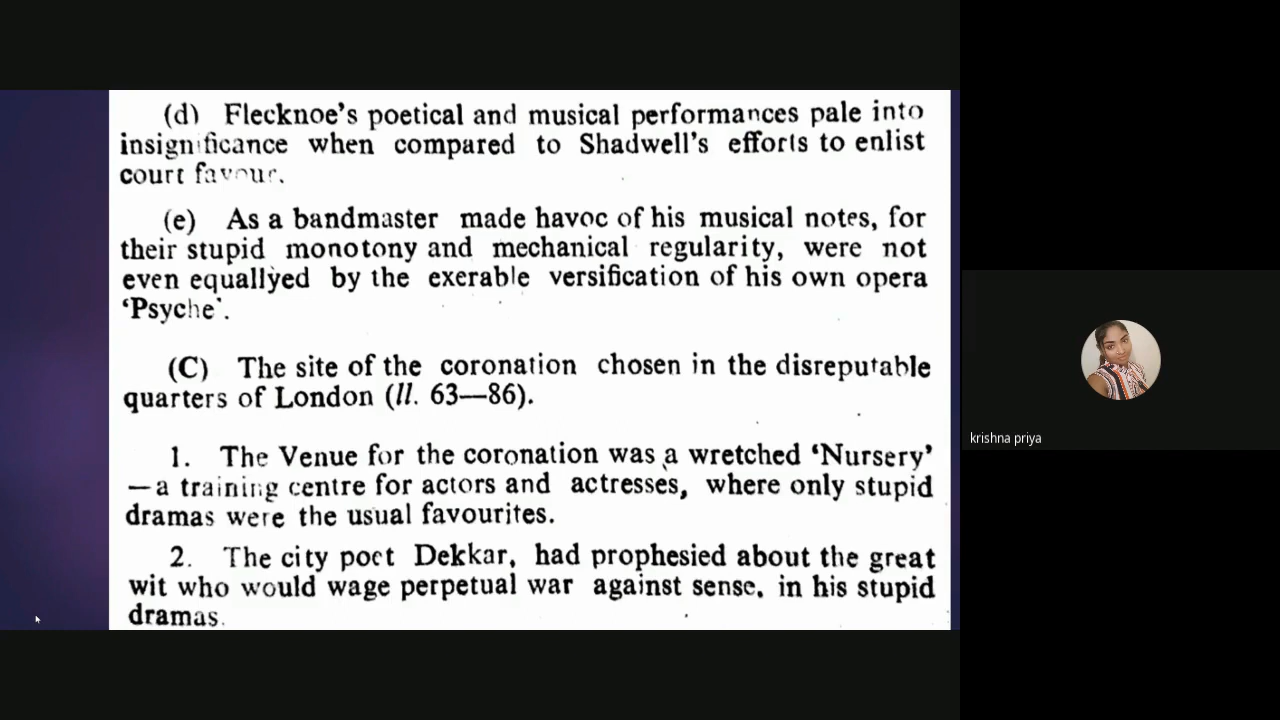 (d) Flecknoe's poetical and musical performances pale into
insignificance when compared to Shadwell's efforts to enlist
court favour.
(e) As a bandmaster made havoc of his musical notes, for
their stupid monotony and mechanical regularity, were not
even equallyed by the exerable versification of his own opera
'Psyche'.
(C) The site of the coronation chosen in the disreputable
quarters of London (ll. 63—86).
1. The Venue for the coronation was a wretched 'Nursery'
—a training centre for actors and actresses, where only stupid
dramas were the usual favourites.
2. The city poet Dekkar, had prophesied about the great
wit who would wage perpetual war against sense, in his stupid
dramas.
krishna priya